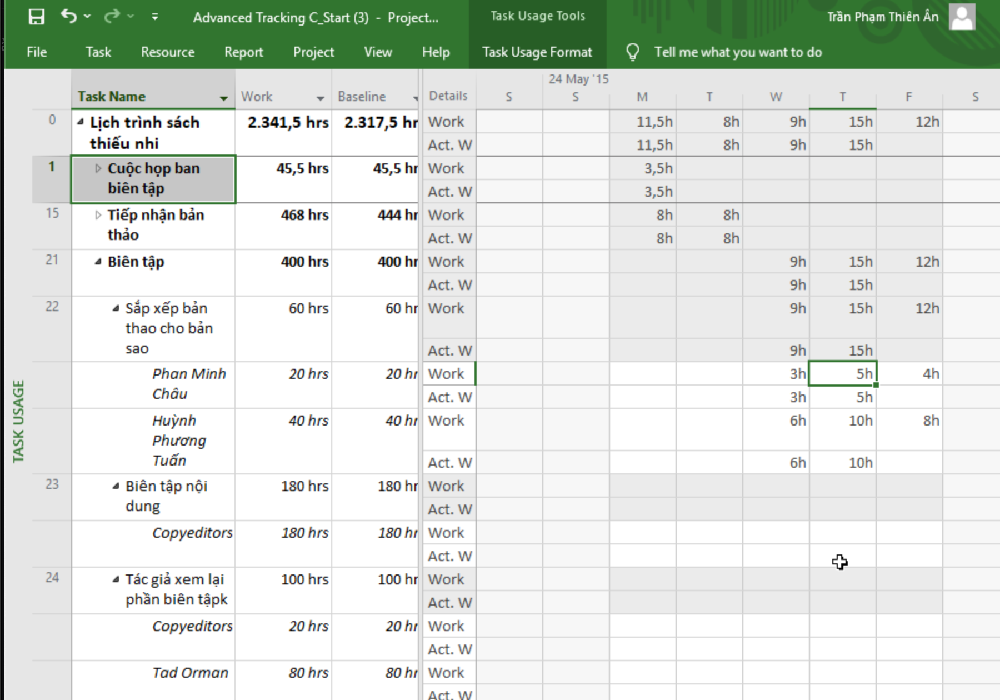 Advanced Tracking C_Start (3) - Project...
Task Usage Tools
Trần Phạm Thiên Ân
File Task Resource Report Project View Help Task Usage Format Tell me what you want to do
24 May '15
Task Name Work Baseline Details S S M T W T F S
0 Lịch trình sách 2.341,5 hrs 2.317,5 hr Work 11,5h 8h 9h 15h 12h
thiếu nhi Act. W 11,5h 8h 9h 15h
1 Cuộc họp ban 45,5 hrs 45,5 hr Work 3,5h
biên tập Act. W 3,5h
15 Tiếp nhận bản 468 hrs 444 hr Work 8h 8h
thảo Act. W 8h 8h
21 Biên tập 400 hrs 400 hr Work 9h 15h 12h
Act. W 9h 15h
22 Sắp xếp bản 60 hrs 60 hr Work 9h 15h 12h
thao cho bản
sao Act. W 9h 15h
Phan Minh 20 hrs 20 hr Work 3h 5h 4h
Châu Act. W 3h 5h
Huỳnh 40 hrs 40 hr Work 6h 10h 8h
Phương
Tuấn Act. W 6h 10h
23 Biên tập nội 180 hrs 180 hr Work
dung Act. W
Copyeditors 180 hrs 180 hr Work
Act. W
24 Tác giả xem lại 100 hrs 100 hr Work
phần biên tậpk Act. W
Copyeditors 20 hrs 20 hr Work
Act. W
Tad Orman 80 hrs 80 hr Work
Act. W
TASK USAGE